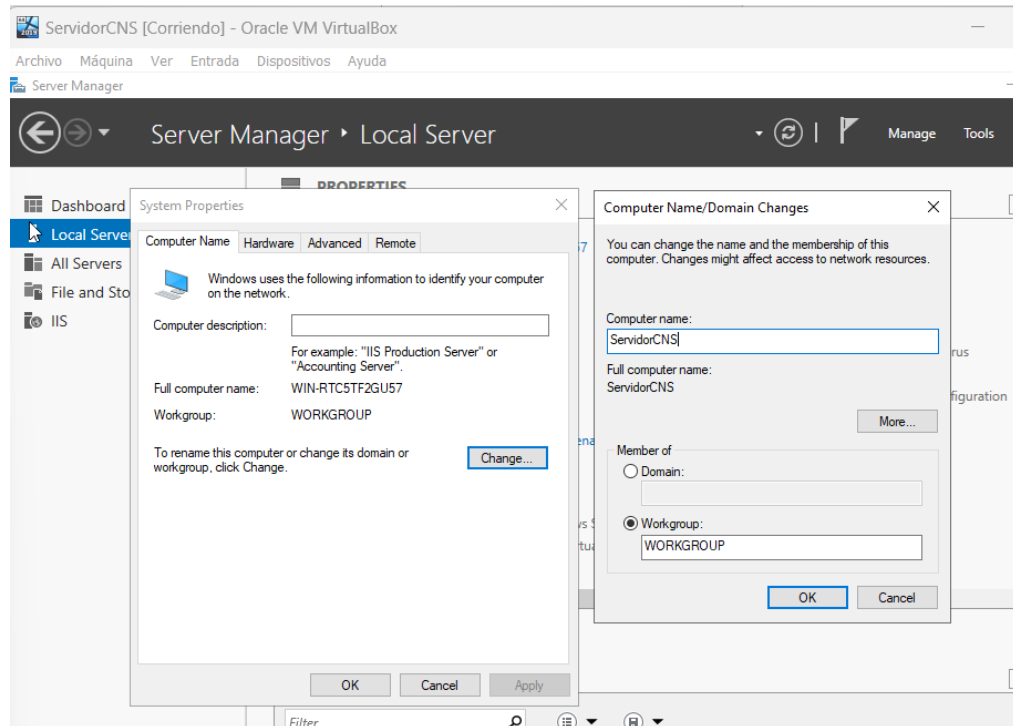 ServidorCNS [Corriendo] - Oracle VM VirtualBox
Archivo Máquina Ver Entrada Dispositivos Ayuda
Server Manager
Server Manager Local Server
Manage Tools
PROPERTIES
Dashboard
Local Serve
All Servers
File and Sto
IIS
System Properties
Computer Name Hardware Advanced Remote
Windows uses the following information to identify your computer
on the network.
Computer description:
For example: "IIS Production Server" or
"Accounting Server".
Full computer name: WIN-RTC5TF2GU57
Workgroup: WORKGROUP
To rename this computer or change its domain or
workgroup, click Change.
Change...
OK Cancel Apply
Filter
Computer Name/Domain Changes
You can change the name and the membership of this
computer. Changes might affect access to network resources.
Computer name:
ServidorCNS
Full computer name:
ServidorCNS
More...
Member of
Domain:
Workgroup:
WORKGROUP
OK Cancel
7
rus
figuration
ena